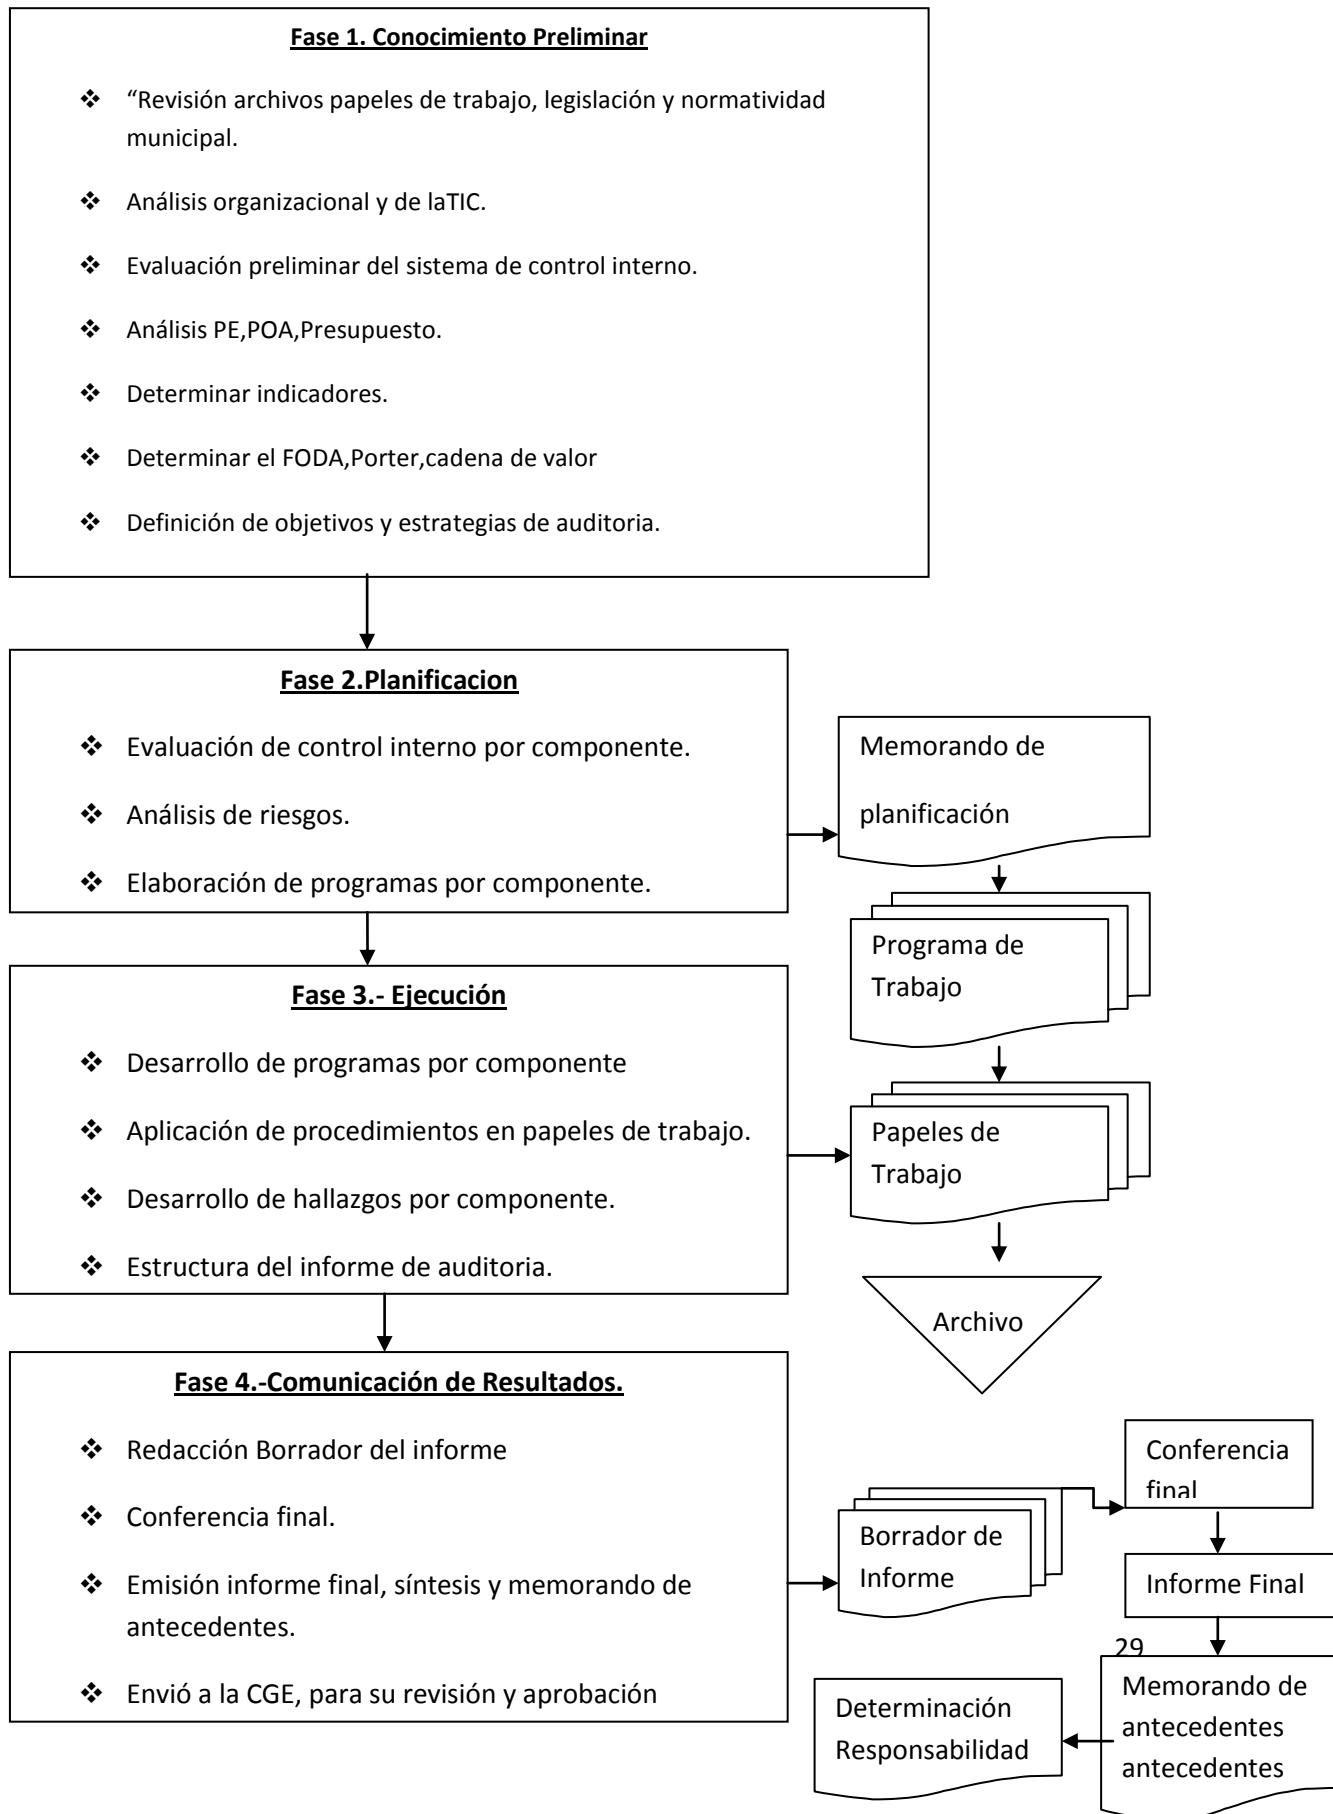 Fase 1. Conocimiento Preliminar
❖ “Revisión archivos papeles de trabajo, legislación y normatividad
municipal.
❖ Análisis organizacional y de laTIC.
❖ Evaluación preliminar del sistema de control interno.
❖ Análisis PE,POA,Presupuesto.
❖ Determinar indicadores.
❖ Determinar el FODA,Porter,cadena de valor
❖ Definición de objetivos y estrategias de auditoria.
Fase 2.Planificacion
❖ Evaluación de control interno por componente.
❖ Análisis de riesgos.
❖ Elaboración de programas por componente.
Memorando de
planificación
Programa de
Trabajo
Fase 3.- Ejecución
❖ Desarrollo de programas por componente
❖ Aplicación de procedimientos en papeles de trabajo.
❖ Desarrollo de hallazgos por componente.
❖ Estructura del informe de auditoria.
Papeles de
Trabajo
Archivo
Fase 4.-Comunicación de Resultados.
❖ Redacción Borrador del informe
❖ Conferencia final.
❖ Emisión informe final, síntesis y memorando de
antecedentes.
❖ Envió a la CGE, para su revisión y aprobación
Borrador de
Informe
Conferencia
final
Informe Final
29
Memorando de
antecedentes
antecedentes
Determinación
Responsabilidad